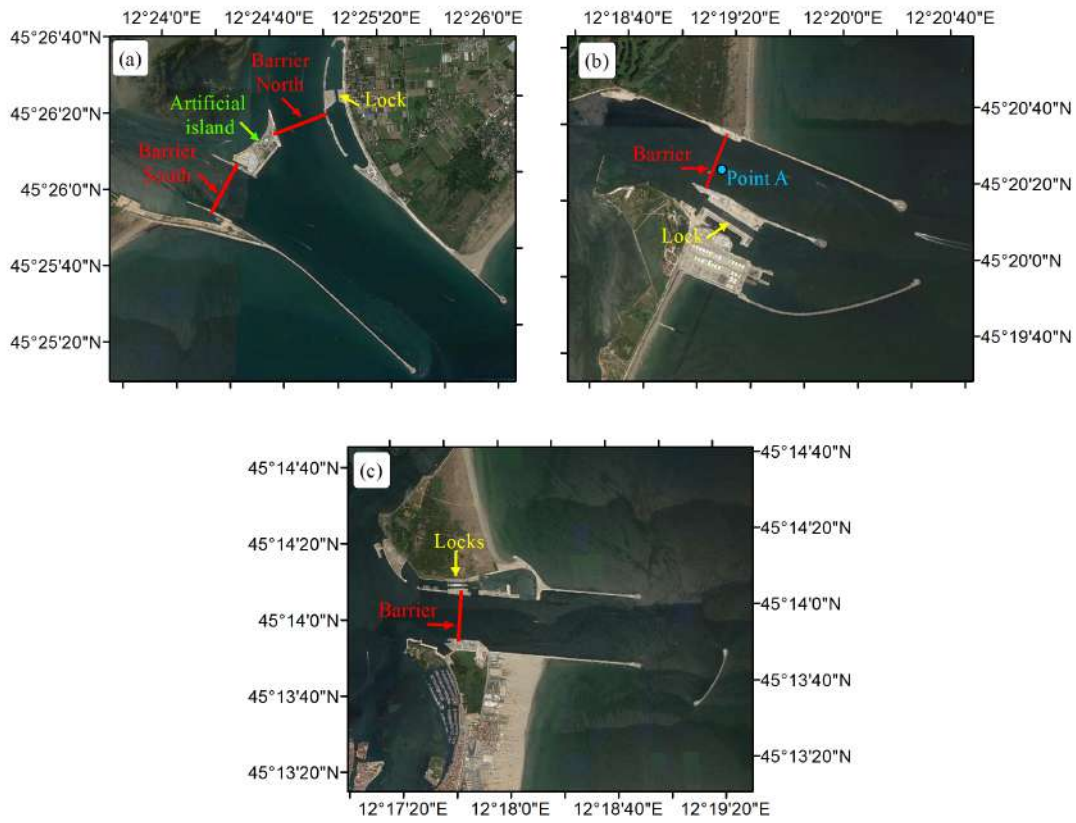 12°24'0"E 12°24'40"E 12°25'20"E 12°26'0"E
45°26'40"N
45°26'20"N
45°26'0"N
45°25'40"N
45°25'20"N
(a)
Barrier
North
Lock
Artificial
island
Barrier
South
12°18'40"E 12°19'20"E 12°20'0"E 12°20'40"E
(b)
45°20'40"N
45°20'20"N
45°20'0"N
45°19'40"N
Barrier
Point A
Lock
45°14'40"N
45°14'20"N
45°14'0"N
45°13'40"N
45°13'20"N
(c)
Locks
Barrier
45°14'40"N
45°14'20"N
45°14'0"N
45°13'40"N
45°13'20"N
12°17'20"E 12°18'0"E 12°18'40"E 12°19'20"E